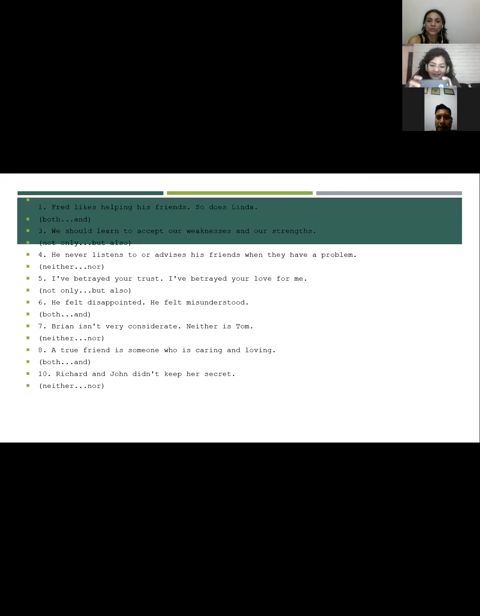 1. Fred likes helping his friends. So does Linda.
(both...and)
3. We should learn to accept our weaknesses and our strengths.
(not only...but also)
4. He never listens to or advises his friends when they have a problem.
(neither...nor)
5. I've betrayed your trust. I've betrayed your love for me.
(not only...but also)
6. He felt disappointed. He felt misunderstood.
(both...and)
7. Brian isn't very considerate. Neither is Tom.
(neither...nor)
8. A true friend is someone who is caring and loving.
(both...and)
10. Richard and John didn't keep her secret.
(neither...nor)